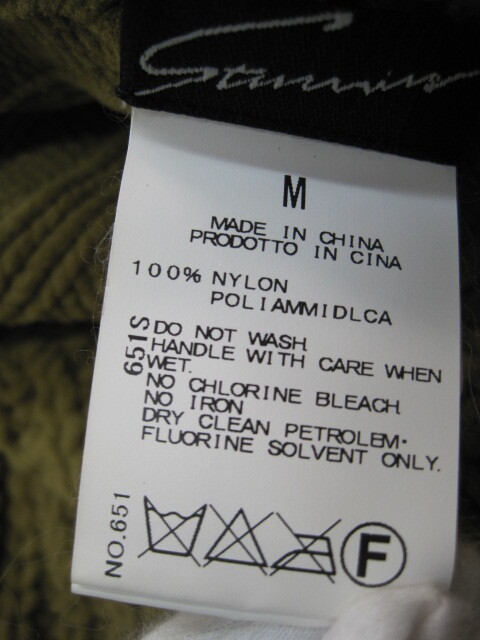 M
MADE IN CHINA
PRODOTTO IN CINA
100% NYLON
POLIAMMIDLCA
651S
DO NOT WASH
HANDLE WITH CARE WHEN
WET.
NO CHLORINE BLEACH
NO IRON
DRY CLEAN PETROLEM·
FLUORINE SOLVENT ONLY.
NO.651
F